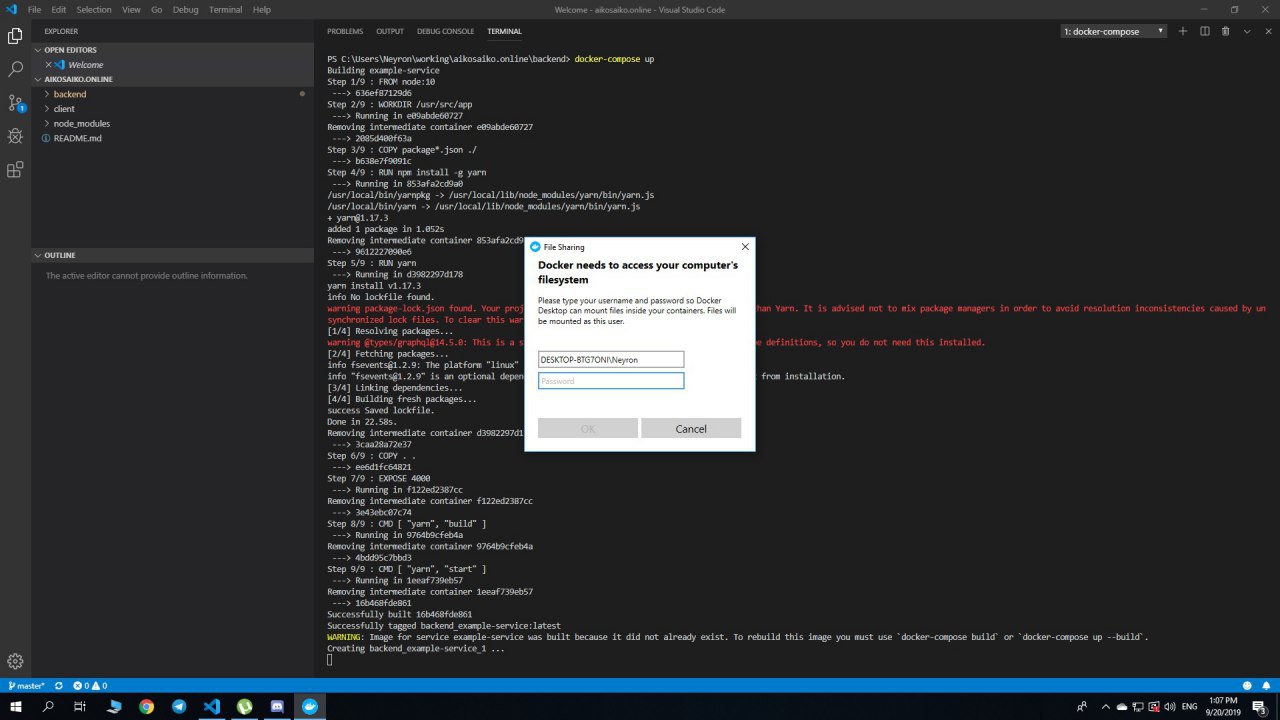 File Edit Selection View Go Debug Terminal Help
Welcome - aikosaiko.online - Visual Studio Code
EXPLORER
OPEN EDITORS
Welcome
AIKOSAIKO.ONLINE
backend
client
node_modules
README.md
OUTLINE
The active editor cannot provide outline information.
PROBLEMS OUTPUT DEBUG CONSOLE TERMINAL
1: docker-compose
PS C:\Users\Neyron\working\aikosaiko.online\backend> docker-compose up
Building example-service
Step 1/9 : FROM node:10
---> 636ef87129d6
Step 2/9 : WORKDIR /usr/src/app
---> Running in e09abde60727
Removing intermediate container e09abde60727
---> 2085d400f63a
Step 3/9 : COPY package*.json ./
---> b638e7f9091c
Step 4/9 : RUN npm install -g yarn
---> Running in 853afa2cd9a0
/usr/local/bin/yarnpkg -> /usr/local/lib/node_modules/yarn/bin/yarn.js
/usr/local/bin/yarn -> /usr/local/lib/node_modules/yarn/bin/yarn.js
+ yarn@1.17.3
added 1 package in 1.052s
Removing intermediate container 853afa2cd9
---> 9612227090e6
Step 5/9 : RUN yarn
---> Running in d3982297d178
yarn install v1.17.3
info No lockfile found.
warning package-lock.json found. Your proj han Yarn. It is advised not to mix package managers in order to avoid resolution inconsistencies caused by un
synchronized lock files. To clear this war
[1/4] Resolving packages...
warning @types/graphql@14.5.0: This is a s e definitions, so you do not need this installed.
[2/4] Fetching packages...
info fsevents@1.2.9: The platform "linux"
info "fsevents@1.2.9" is an optional depen from installation.
[3/4] Linking dependencies...
[4/4] Building fresh packages...
success Saved lockfile.
Done in 22.58s.
Removing intermediate container d3982297d1
---> 3caa28a72e37
Step 6/9 : COPY . .
---> ee6d1fc64821
Step 7/9 : EXPOSE 4000
---> Running in f122ed2387cc
Removing intermediate container f122ed2387cc
---> 3e43ebc07c74
Step 8/9 : CMD [ "yarn", "build" ]
---> Running in 9764b9cfeb4a
Removing intermediate container 9764b9cfeb4a
---> 4bdd95c7bbd3
Step 9/9 : CMD [ "yarn", "start" ]
---> Running in 1eeaf739eb57
Removing intermediate container 1eeaf739eb57
---> 16b468fde861
Successfully built 16b468fde861
Successfully tagged backend_example-service:latest
WARNING: Image for service example-service was built because it did not already exist. To rebuild this image you must use `docker-compose build` or `docker-compose up --build`.
Creating backend_example-service_1 ...
File Sharing
Docker needs to access your computer's
filesystem
Please type your username and password so Docker
Desktop can mount files inside your containers. Files will
be mounted as this user.
DESKTOP-BTG7ONI\Neyron
Password
OK Cancel
1
master* 0 0
ENG
1:07 PM
9/20/2019